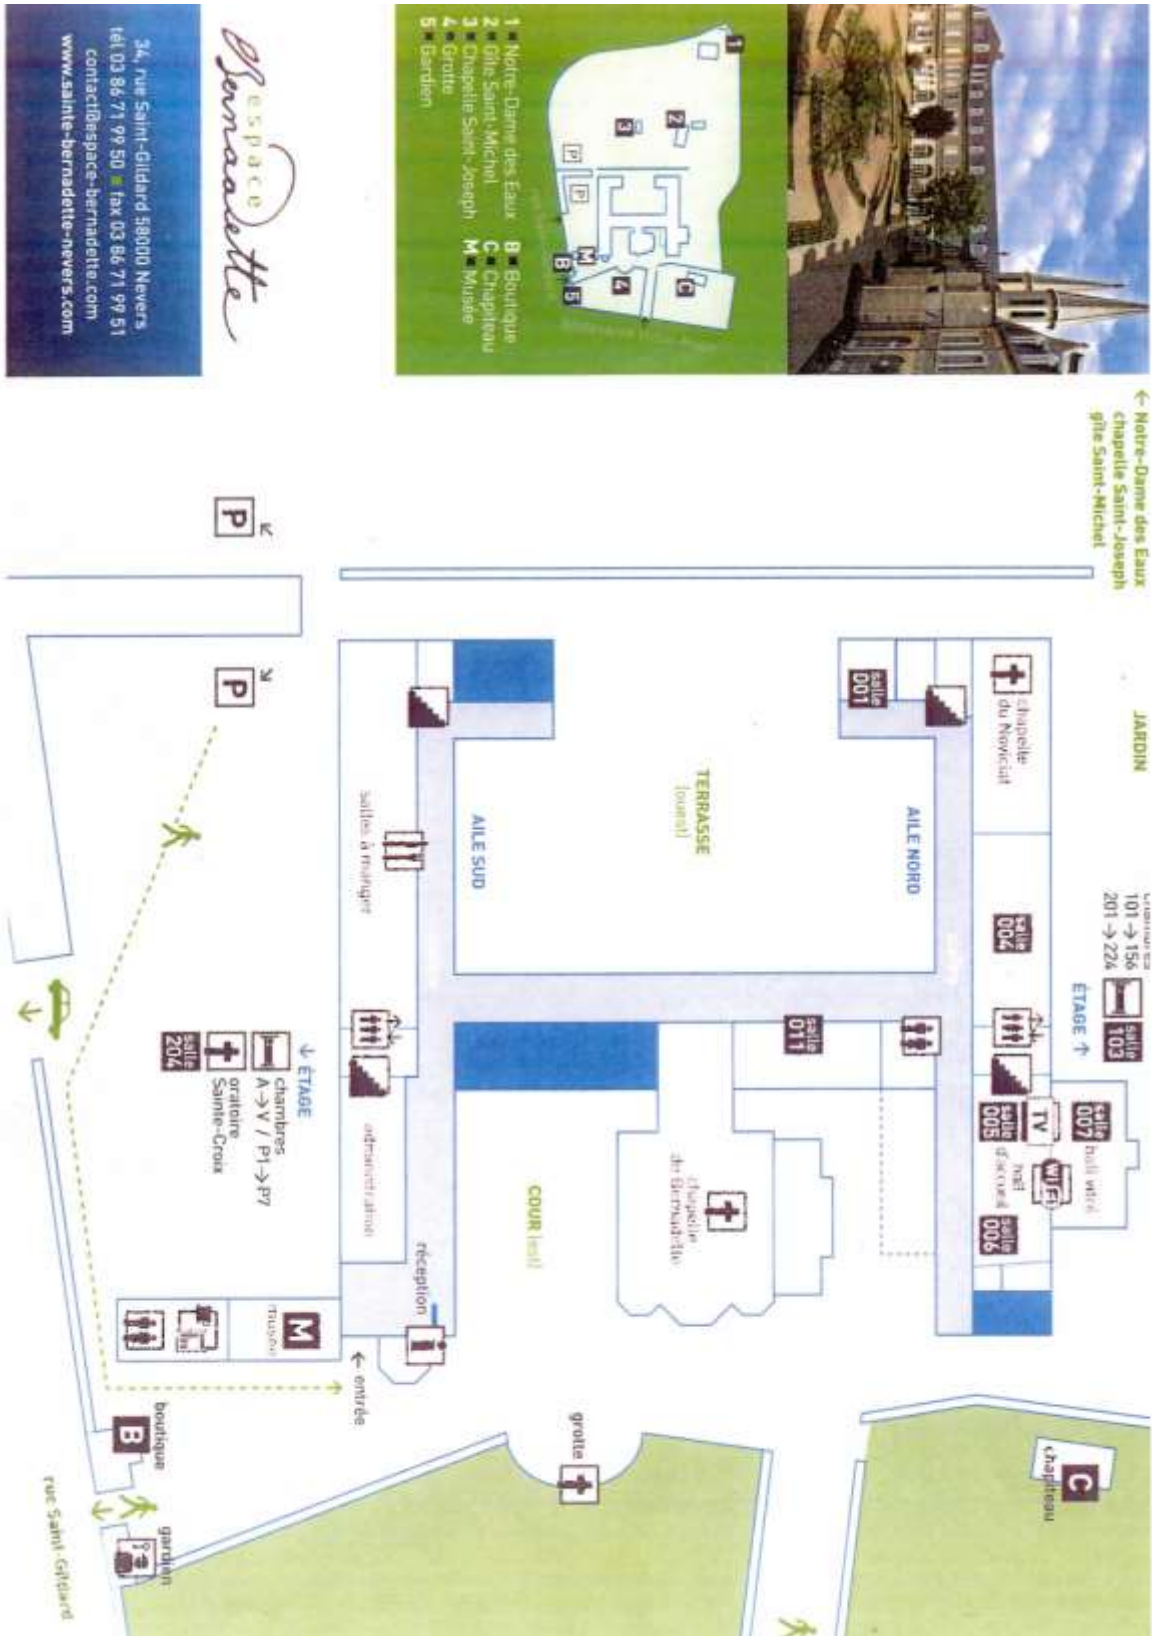 espace
Bernadette
34, rue Saint-Gildard 58000 Nevers
tél 03 86 71 99 50 ■ fax 03 86 71 99 51
contact@espace-bernadette.com
www.sainte-bernadette-nevers.com
1 ■ Notre-Dame des Eaux
2 ■ Gîte Saint-Michel
3 ■ Chapelle Saint-Joseph
4 ■ Grotte
5 ■ Gardien
B ■ Boutique
C ■ Chapiteau
M ■ Musée
1
2
3
P
P
M
B
5
4
C
← Notre-Dame des Eaux
chapelle Saint-Joseph
gîte Saint-Michel
JARDIN
101 → 156
201 → 224
salle
103
ÉTAGE ↑
chapelle
du Noviciat
salle
001
salle
004
AILE NORD
TERRASSE
(ouest)
AILE SUD
salles à manger
P
P
salle
011
TV
salle
005
salle
007
hall vitré
WiFi
hall
d'accueil
salle
006
chapelle
de Bernadette
COUR (est)
↓ ÉTAGE
chambres
A → V / P1 → P7
oratoire
Sainte-Croix
salle
204
administration
réception
i
M
musée
← entrée
B
boutique
gardien
rue Saint-Gildard
grotte
C
chapiteau